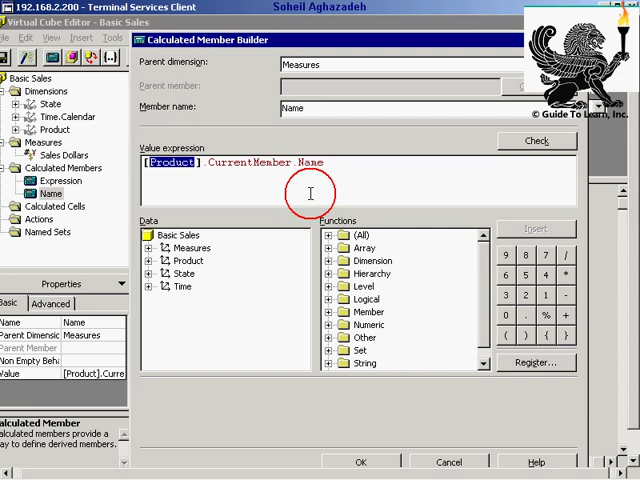 192.168.2.200 - Terminal Services Client
Soheil Aghazadeh
Virtual Cube Editor - Basic Sales
File Edit View Insert Tools
Basic Sales
Dimensions
State
Time.Calendar
Product
Measures
Sales Dollars
Calculated Members
Expression
Name
Calculated Cells
Actions
Named Sets
Properties
Basic Advanced
Name Name
Parent Dimension Measures
Parent Member
Non Empty Beha
Value [Product].Curre
Calculated Member
alculated members provide a
ay to define derived members.
Calculated Member Builder
Parent dimension: Measures
Parent member:
Member name: Name
Check
Value expression
[Product].CurrentMember.Name
Data
Basic Sales
Measures
Product
State
Time
Functions
(All)
Array
Dimension
Hierarchy
Level
Logical
Member
Numeric
Other
Set
String
Insert
9 8 7 /
6 5 4 *
3 2 1 -
0 . % +
( ) { }
Register...
OK Cancel Help
© Guide To Learn, Inc.